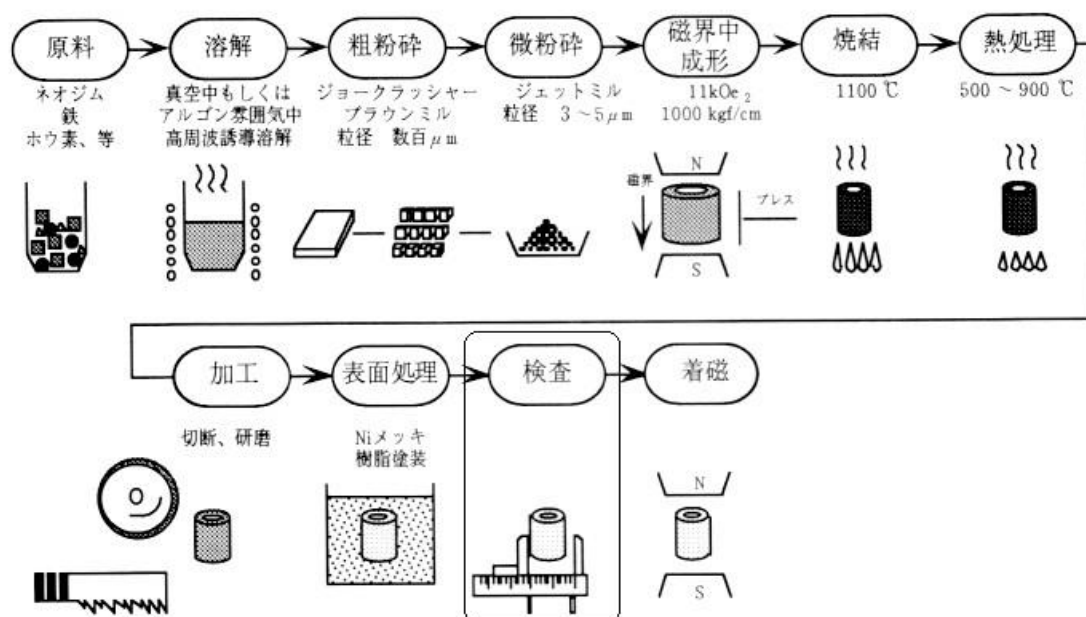 原料
溶解
粗粉砕
微粉砕
磁界中
成形
焼結
熱処理
ネオジム
鉄
ホウ素、等
真空中もしくは
アルゴン雰囲気中
高周波誘導溶解
ジョークラッシャー
ブラウンミル
粒径 数百μm
ジェットミル
粒径 3~5μm
11kOe₂
1000 kgf/cm
1100 ℃
500 ~ 900 ℃
磁界
N
S
プレス
加工
表面処理
検査
着磁
切断、研磨
Niメッキ
樹脂塗装
N
S